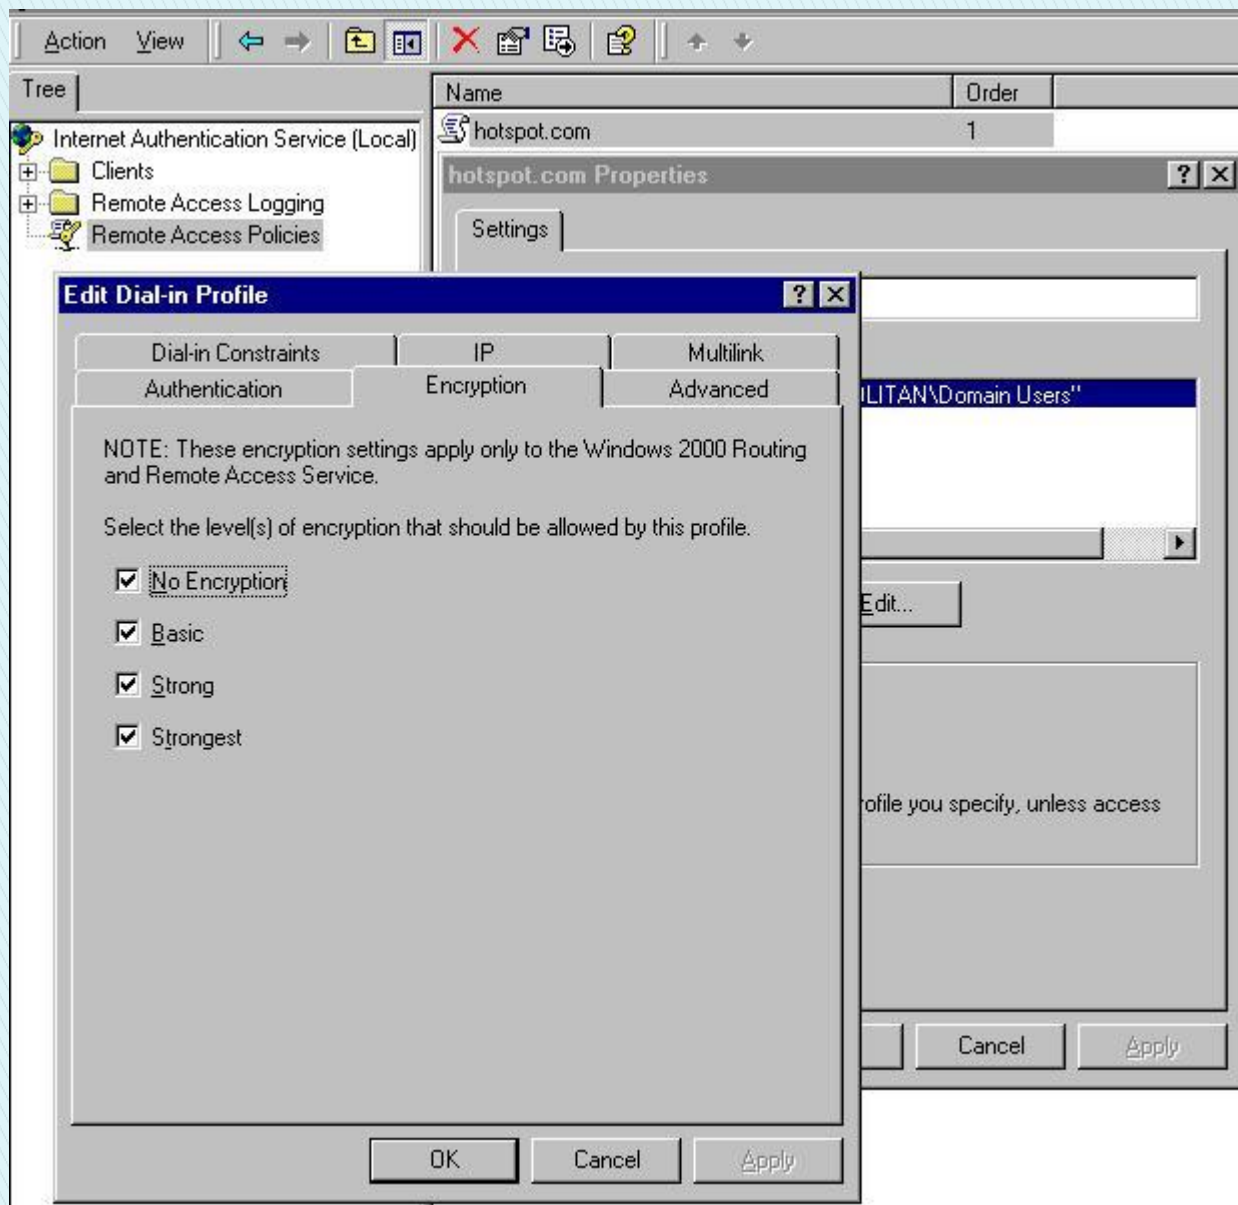 Action View
Tree
Name Order
Internet Authentication Service (Local)
Clients
Remote Access Logging
Remote Access Policies
hotspot.com 1
hotspot.com Properties
Settings
LITAN\Domain Users"
Edit...
ofile you specify, unless access
Cancel Apply
Edit Dial-in Profile
Dial-in Constraints IP Multilink
Authentication Encryption Advanced
NOTE: These encryption settings apply only to the Windows 2000 Routing
and Remote Access Service.
Select the level(s) of encryption that should be allowed by this profile.
No Encryption
Basic
Strong
Strongest
OK Cancel Apply